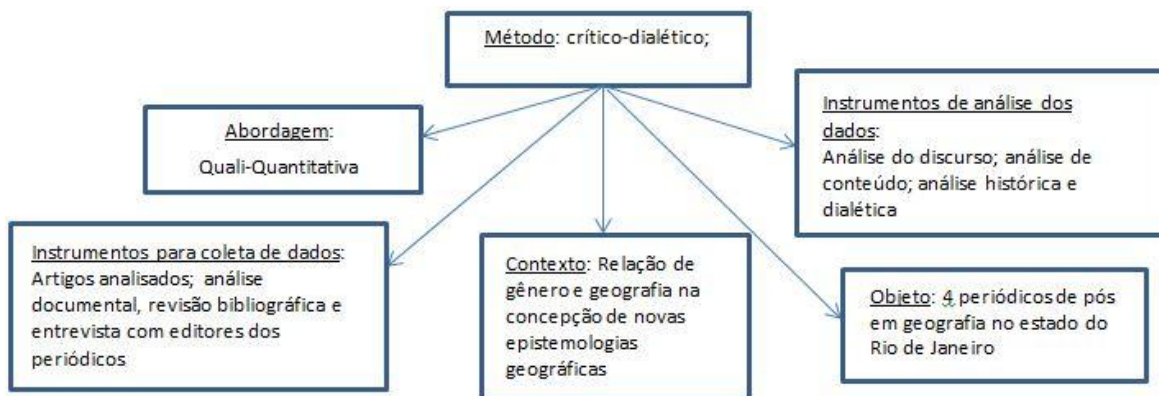 Método: crítico-dialético;
Abordagem:
Quali-Quantitativa
Instrumentos de análise dos
dados:
Análise do discurso; análise de
conteúdo; análise histórica e
dialética
Instrumentos para coleta de dados:
Artigos analisados; análise
documental, revisão bibliográfica e
entrevista com editores dos
periódicos
Contexto: Relação de
gênero e geografia na
concepção de novas
epistemologias
geográficas
Objeto: 4 periódicos de pós
em geografia no estado do
Rio de Janeiro